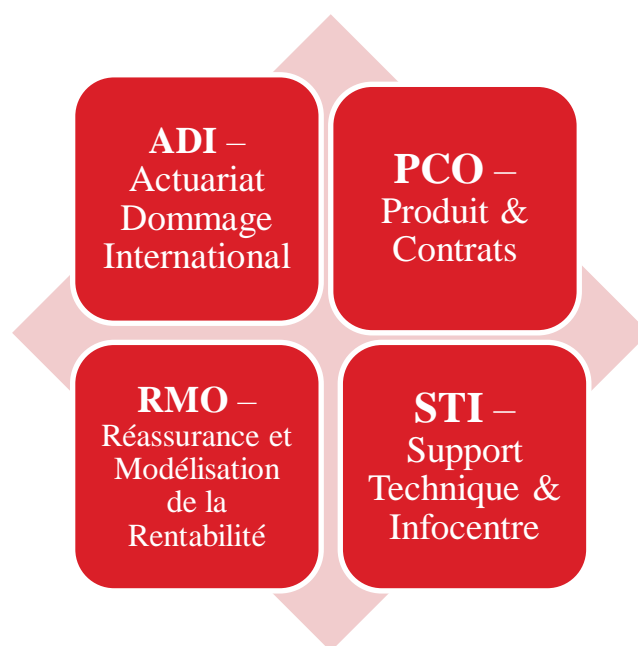 ADI –
Actuariat
Dommage
International
PCO –
Produit &
Contrats
RMO –
Réassurance et
Modélisation
de la
Rentabilité
STI –
Support
Technique &
Infocentre